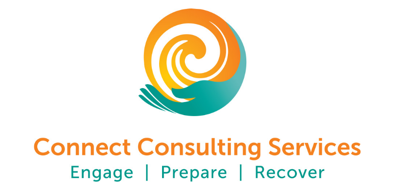 Connect Consulting Services
Engage | Prepare | Recover